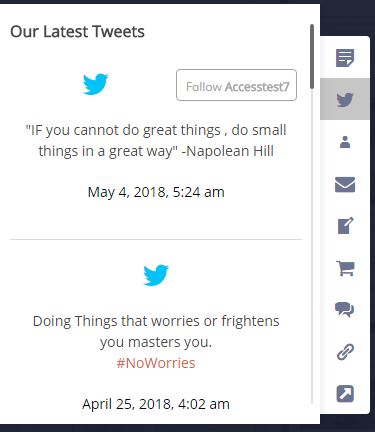 Our Latest Tweets
Follow Accesstest7
"IF you cannot do great things , do small
things in a great way" -Napolean Hill
May 4, 2018, 5:24 am
Doing Things that worries or frightens
you masters you.
#NoWorries
April 25, 2018, 4:02 am